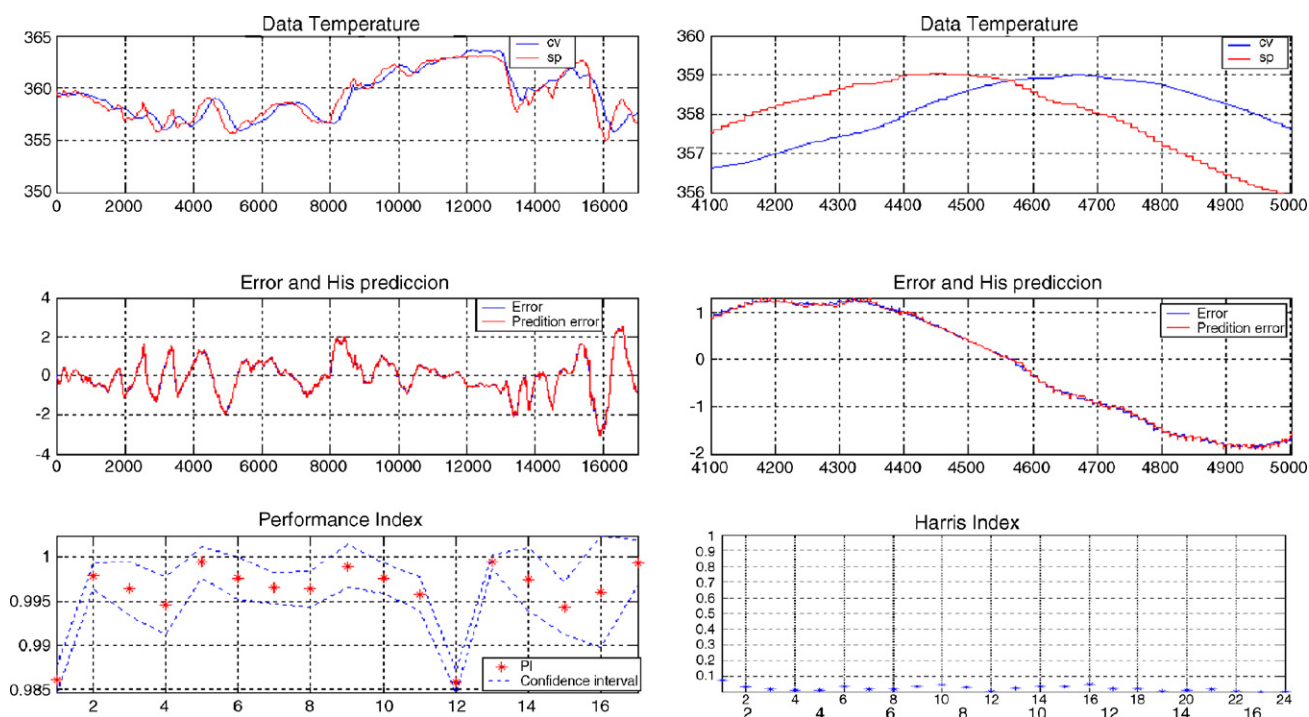 Data Temperature
365
360
355
350
cv
sp
0 2000 4000 6000 8000 10000 12000 14000 16000
Data Temperature
360
359
358
357
356
cv
sp
4100 4200 4300 4400 4500 4600 4700 4800 4900 5000
Error and His prediccion
4
2
0
-2
-4
Error
Predition error
0 2000 4000 6000 8000 10000 12000 14000 16000
Error and His prediccion
1
0
-1
-2
Error
Predition error
4100 4200 4300 4400 4500 4600 4700 4800 4900 5000
Performance Index
1
0.995
0.99
0.985
PI
Confidence interval
2 4 6 8 10 12 14 16
Harris Index
1
0.9
0.8
0.7
0.6
0.5
0.4
0.3
0.2
0.1
2 4 6 8 10 12 14 16 18 20 22 24
2 4 6 8 10 12 14 16